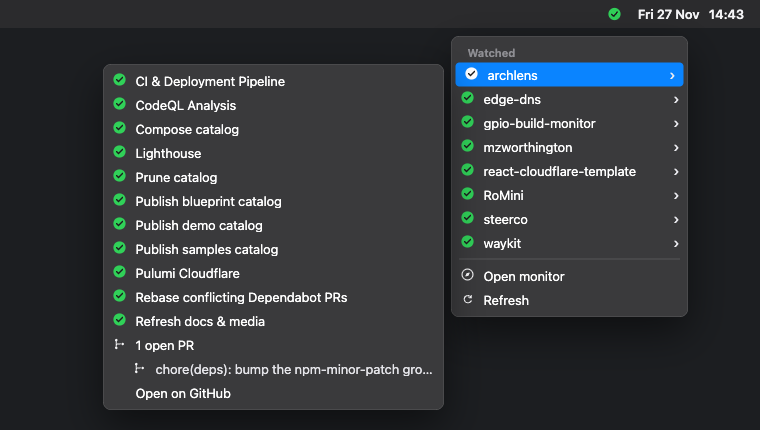 Fri 27 Nov 14:43
Watched
archlens
edge-dns
gpio-build-monitor
mzworthington
react-cloudflare-template
RoMini
steerco
waykit
Open monitor
Refresh
CI & Deployment Pipeline
CodeQL Analysis
Compose catalog
Lighthouse
Prune catalog
Publish blueprint catalog
Publish demo catalog
Publish samples catalog
Pulumi Cloudflare
Rebase conflicting Dependabot PRs
Refresh docs & media
1 open PR
chore(deps): bump the npm-minor-patch gro...
Open on GitHub